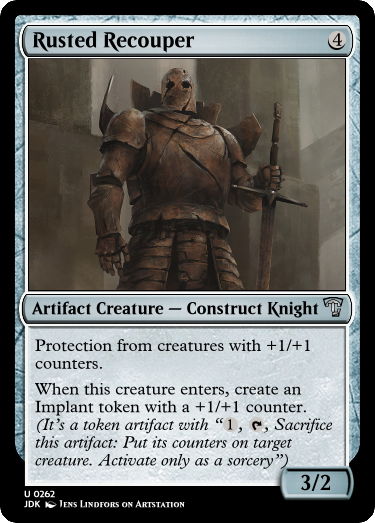 Rusted Recouper 4
Artifact Creature — Construct Knight
Protection from creatures with +1/+1
counters.
When this creature enters, create an
Implant token with a +1/+1 counter.
(It's a token artifact with “1, , Sacrifice
this artifact: Put its counters on target
creature. Activate only as a sorcery”)
3/2
U 0262
JDK Jens Lindfors on Artstation